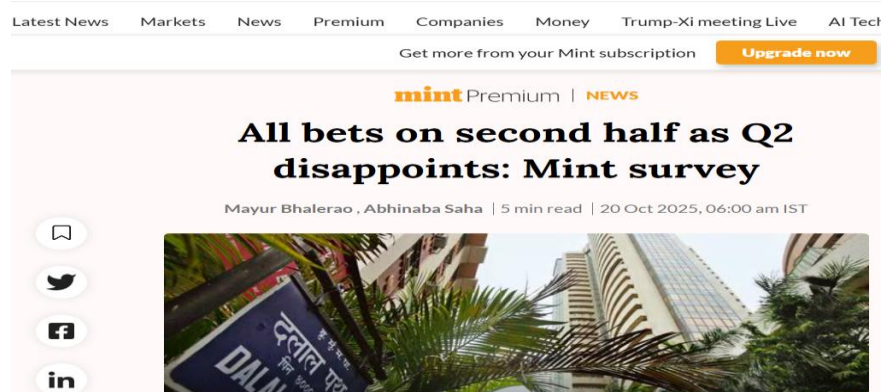 Latest News Markets News Premium Companies Money Trump-Xi meeting Live AI Tech
Get more from your Mint subscription Upgrade now
mint Premium | NEWS
All bets on second half as Q2
disappoints: Mint survey
Mayur Bhalerao , Abhinaba Saha | 5 min read | 20 Oct 2025, 06:00 am IST
दलाल पथ
DALA